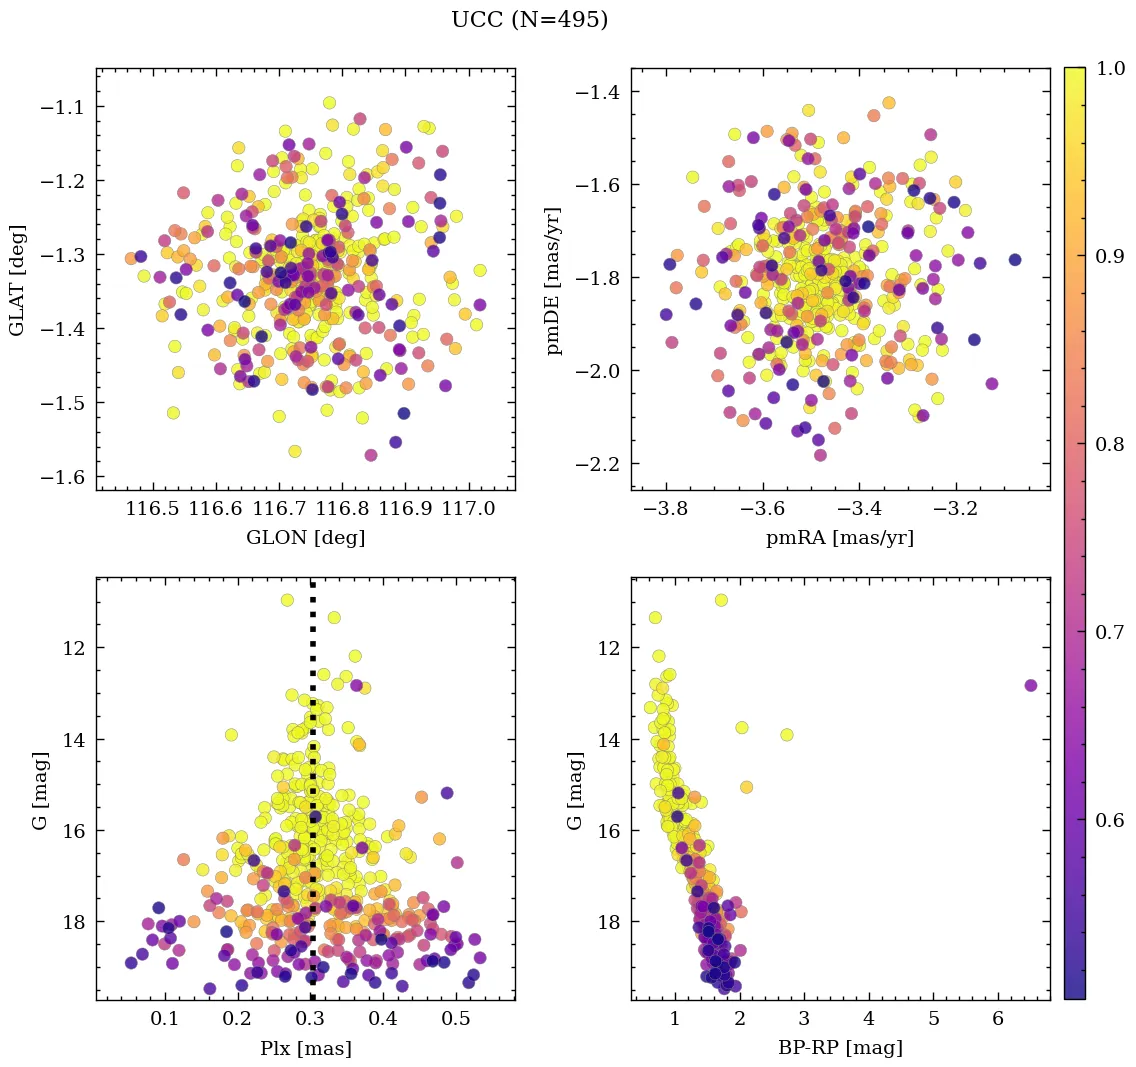 UCC (N=495)
−1.1
−1.2
−1.3
−1.4
−1.5
−1.6
GLAT [deg]
116.5 116.6 116.7 116.8 116.9 117.0
GLON [deg]
−1.4
−1.6
−1.8
−2.0
−2.2
pmDE [mas/yr]
−3.8 −3.6 −3.4 −3.2
pmRA [mas/yr]
1.0
0.9
0.8
0.7
0.6
12
14
16
18
G [mag]
0.1 0.2 0.3 0.4 0.5
Plx [mas]
12
14
16
18
G [mag]
1 2 3 4 5 6
BP-RP [mag]